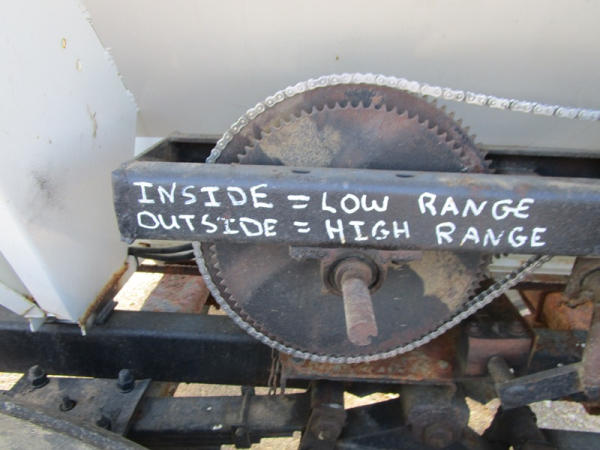 INSIDE = LOW RANGE
OUTSIDE = HIGH RANGE